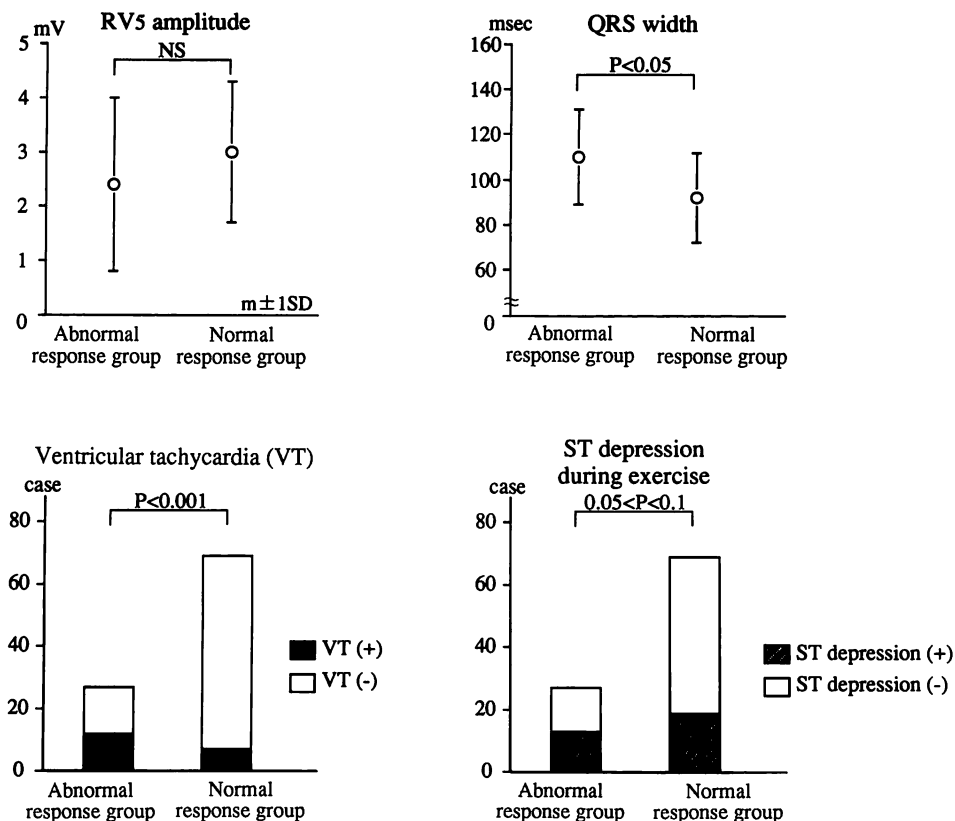 RV5 amplitude
mV
5
NS
4
3
2
1
0
m±1SD
Abnormal
response group
Normal
response group
QRS width
msec
160
P<0.05
140
120
100
80
60
0
Abnormal
response group
Normal
response group
Ventricular tachycardia (VT)
case
P<0.001
80
60
40
20
0
VT (+)
VT (-)
Abnormal
response group
Normal
response group
ST depression
during exercise
case
0.05<P<0.1
80
60
40
20
0
ST depression (+)
ST depression (-)
Abnormal
response group
Normal
response group